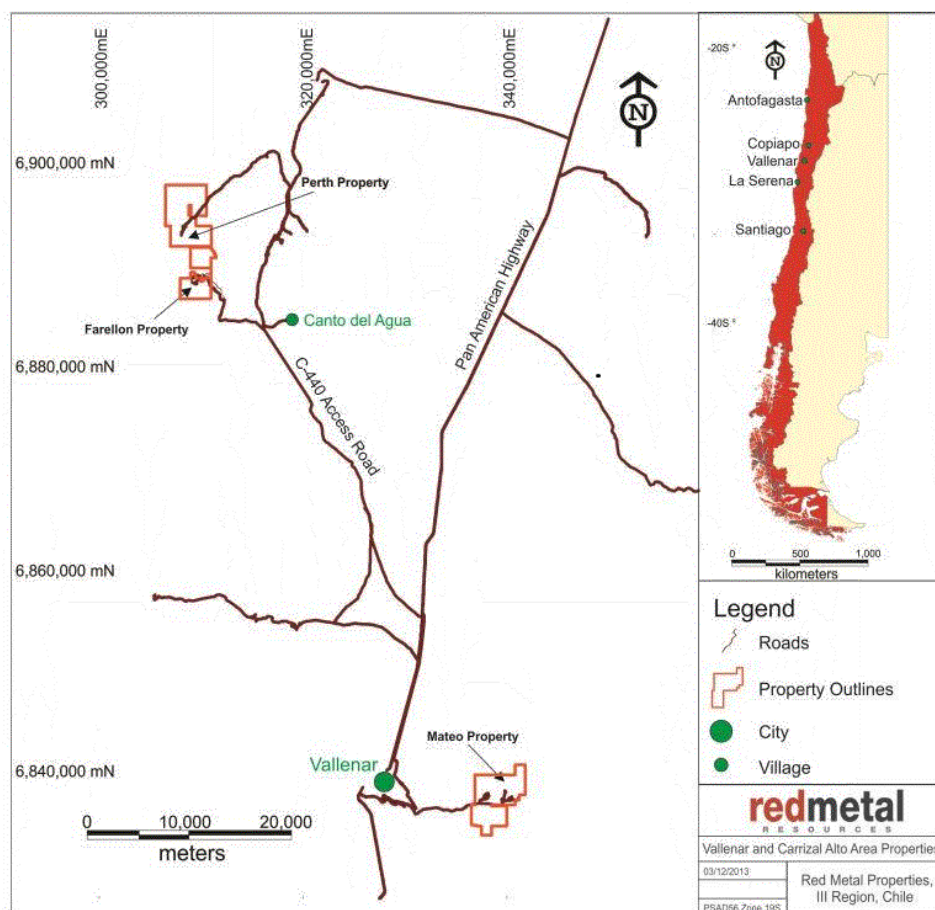 300,000mE
320,000mE
340,000mE
N
6,900,000 mN
Perth Property
Farellon Property
Canto del Agua
6,880,000 mN
C-440 Access Road
Pan American Highway
6,860,000 mN
Mateo Property
Vallenar
6,840,000 mN
0 10,000 20,000
meters
-20S °
N
Antofagasta
Copiapo
Vallenar
La Serena
Santiago
-40S °
0 500 1,000
kilometers
Legend
Roads
Property Outlines
City
Village
redmetal
RESOURCES
Vallenar and Carrizal Alto Area Properties
03/12/2013
Red Metal Properties,
III Region, Chile
PSAD56 Zone 19S